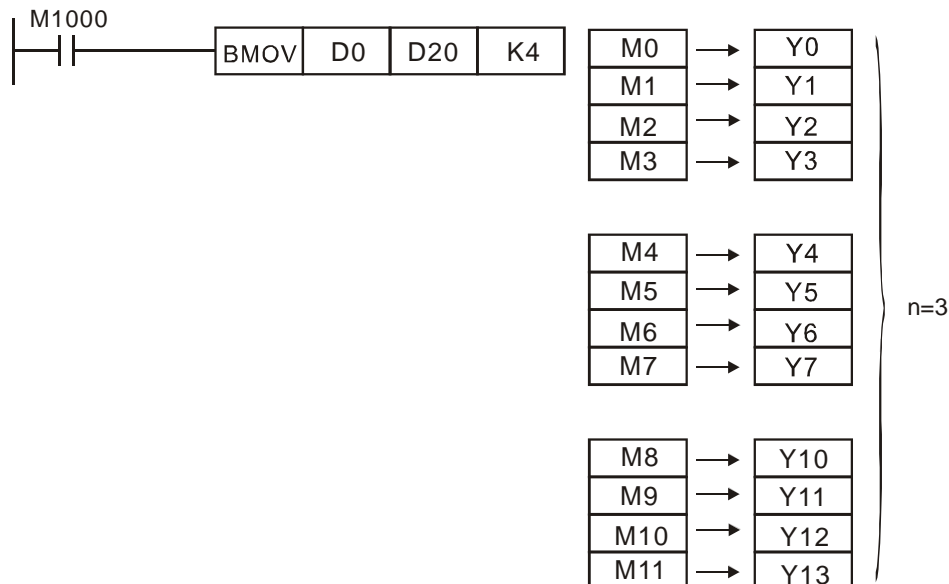 M1000
BMOV D0 D20 K4
M0 → Y0
M1 → Y1
M2 → Y2
M3 → Y3
M4 → Y4
M5 → Y5
M6 → Y6
M7 → Y7
n=3
M8 → Y10
M9 → Y11
M10 → Y12
M11 → Y13